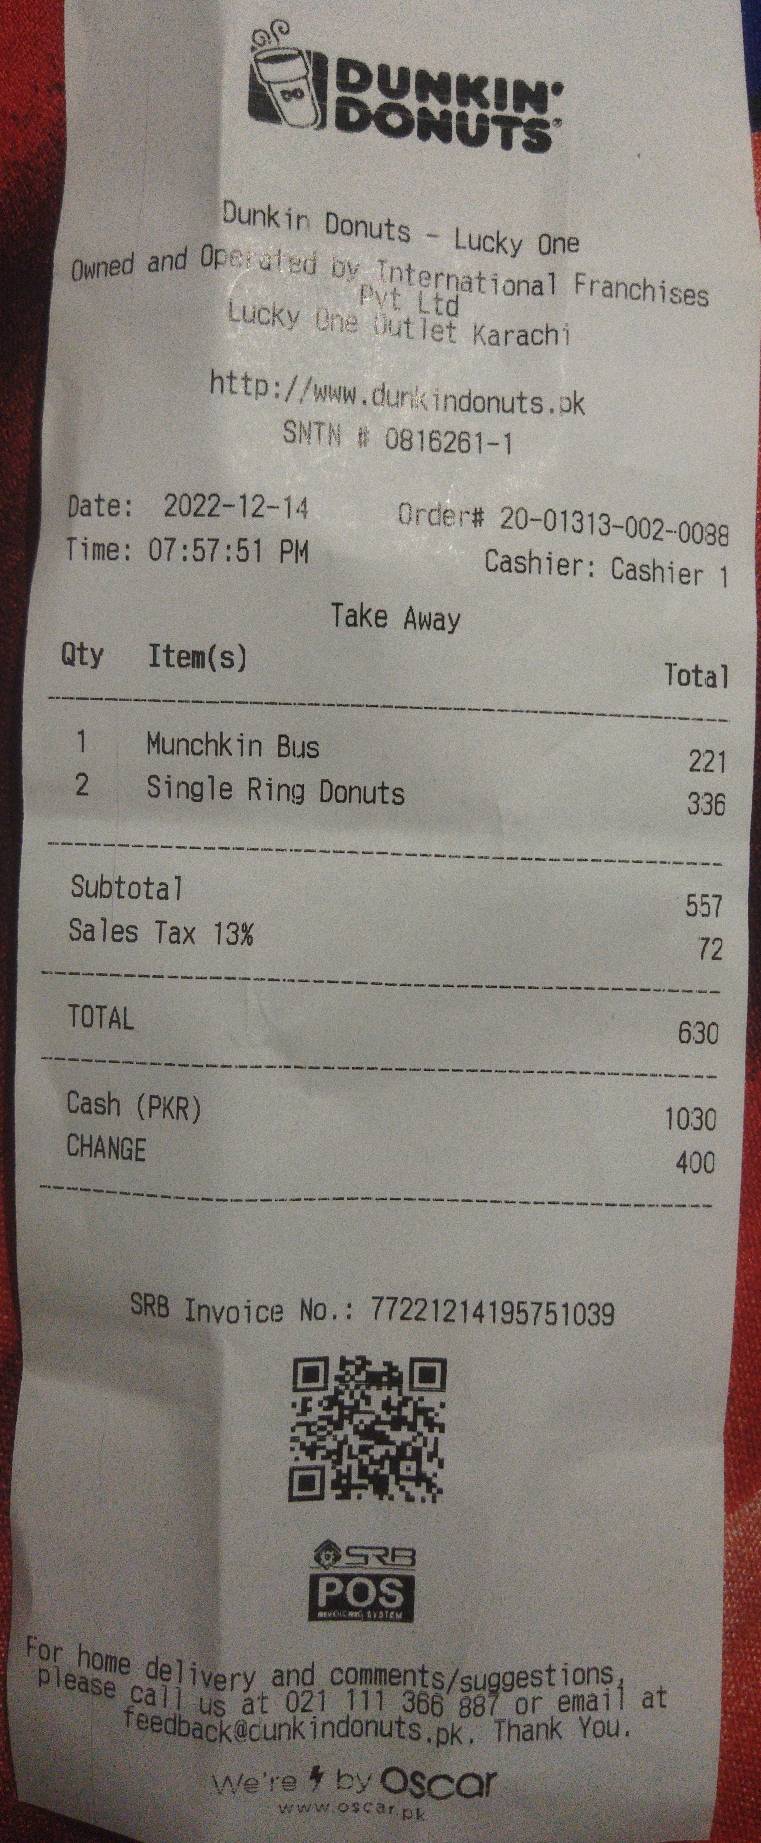 DUNKIN'
DONUTS®
Dunkin Donuts - Lucky One
Owned and Operated by International Franchises
Pvt Ltd
Lucky One Outlet Karachi
http://www.dunkindonuts.pk
SNTN # 0816261-1
Date: 2022-12-14 Order# 20-01313-002-0088
Time: 07:57:51 PM Cashier: Cashier 1
Take Away
Qty Item(s) Total
1 Munchkin Bus 221
2 Single Ring Donuts 336
Subtotal 557
Sales Tax 13% 72
TOTAL 630
Cash (PKR) 1030
CHANGE 400
SRB Invoice No.: 77221214195751039
SRB
POS
For home delivery and comments/suggestions,
please call us at 021 111 366 887 or email at
feedback@dunkindonuts.pk. Thank You.
We're by Oscar
www.oscar.pk